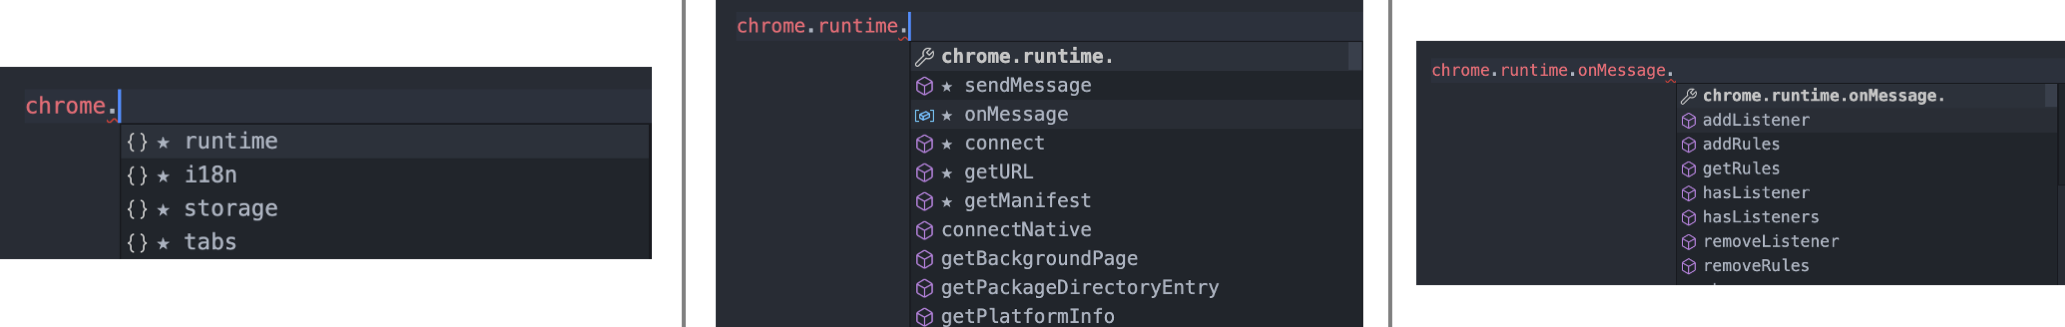 chrome.
{} ★ runtime
{} ★ i18n
{} ★ storage
{} ★ tabs
chrome.runtime.
chrome.runtime.
★ sendMessage
★ onMessage
★ connect
★ getURL
★ getManifest
connectNative
getBackgroundPage
getPackageDirectoryEntry
getPlatformInfo
chrome.runtime.onMessage.
chrome.runtime.onMessage.
addListener
addRules
getRules
hasListener
hasListeners
removeListener
removeRules